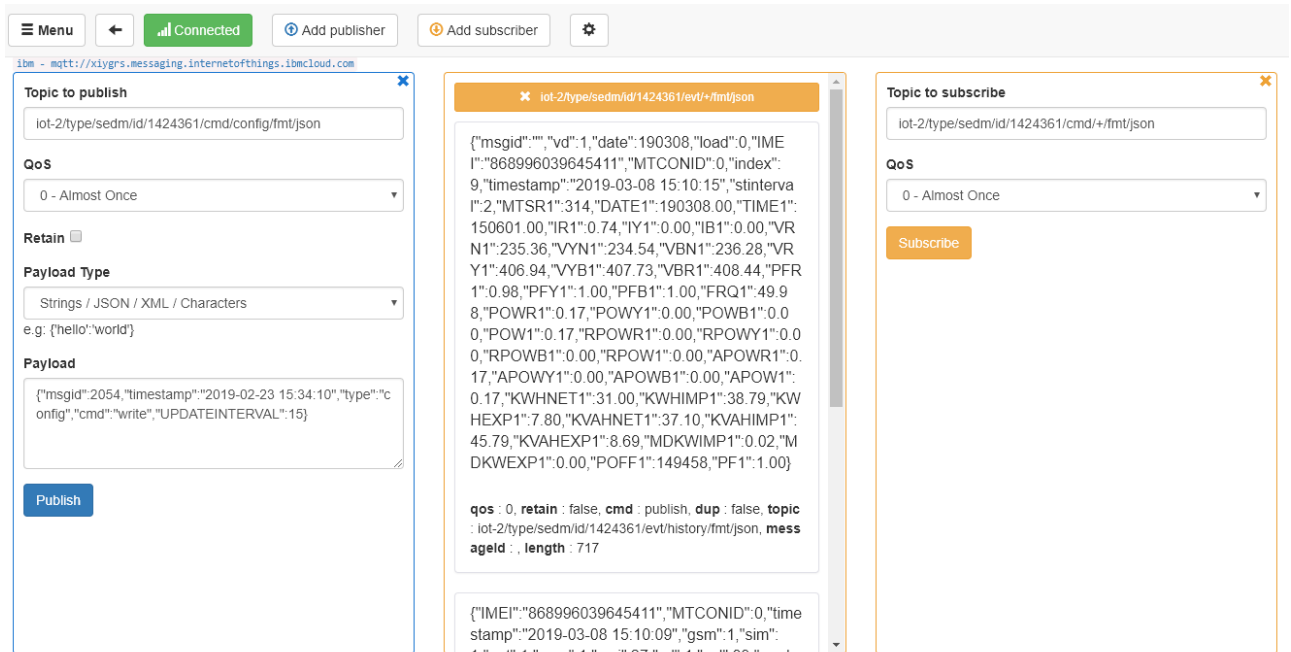 Menu
Connected
Add publisher
Add subscriber
ibm - mqtt://xiygrs.messaging.internetofthings.ibmcloud.com
Topic to publish
iot-2/type/sedm/id/1424361/cmd/config/fmt/json
QoS
0 - Almost Once
Retain
Payload Type
Strings / JSON / XML / Characters
e.g: {'hello':'world'}
Payload
{"msgid":2054,"timestamp":"2019-02-23 15:34:10","type":"c
onfig","cmd":"write","UPDATEINTERVAL":15}
Publish
iot-2/type/sedm/id/1424361/evt/+/fmt/json
{"msgid":"","vd":1,"date":190308,"load":0,"IME
I":"868996039645411","MTCONID":0,"index":
9,"timestamp":"2019-03-08 15:10:15","stinterva
l":2,"MTSR1":314,"DATE1":190308.00,"TIME1":
150601.00,"IR1":0.74,"IY1":0.00,"IB1":0.00,"VR
N1":235.36,"VYN1":234.54,"VBN1":236.28,"VR
Y1":406.94,"VYB1":407.73,"VBR1":408.44,"PFR
1":0.98,"PFY1":1.00,"PFB1":1.00,"FRQ1":49.9
8,"POWR1":0.17,"POWY1":0.00,"POWB1":0.0
0,"POW1":0.17,"RPOWR1":0.00,"RPOWY1":0.0
0,"RPOWB1":0.00,"RPOW1":0.00,"APOWR1":0.
17,"APOWY1":0.00,"APOWB1":0.00,"APOW1":
0.17,"KWHNET1":31.00,"KWHIMP1":38.79,"KW
HEXP1":7.80,"KVAHNET1":37.10,"KVAHIMP1":
45.79,"KVAHEXP1":8.69,"MDKWIMP1":0.02,"M
DKWEXP1":0.00,"POFF1":149458,"PF1":1.00}
qos : 0, retain : false, cmd : publish, dup : false, topic
: iot-2/type/sedm/id/1424361/evt/history/fmt/json, mess
ageId : , length : 717
{"IMEI":"868996039645411","MTCONID":0,"time
stamp":"2019-03-08 15:10:09","gsm":1,"sim":
Topic to subscribe
iot-2/type/sedm/id/1424361/cmd/+/fmt/json
QoS
0 - Almost Once
Subscribe